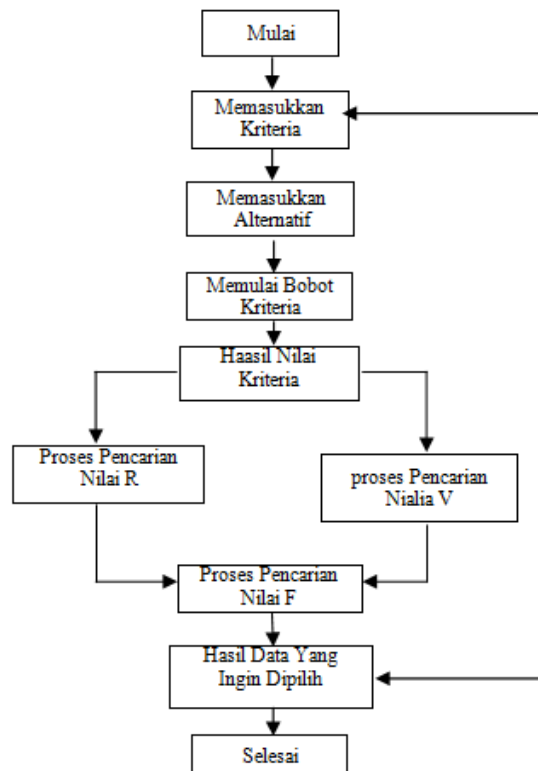 Mulai
Memasukkan
Kriteria
Memasukkan
Alternatif
Memulai Bobot
Kriteria
Haasil Nilai
Kriteria
Proses Pencarian
Nilai R
proses Pencarian
Nialia V
Proses Pencarian
Nilai F
Hasil Data Yang
Ingin Dipilih
Selesai